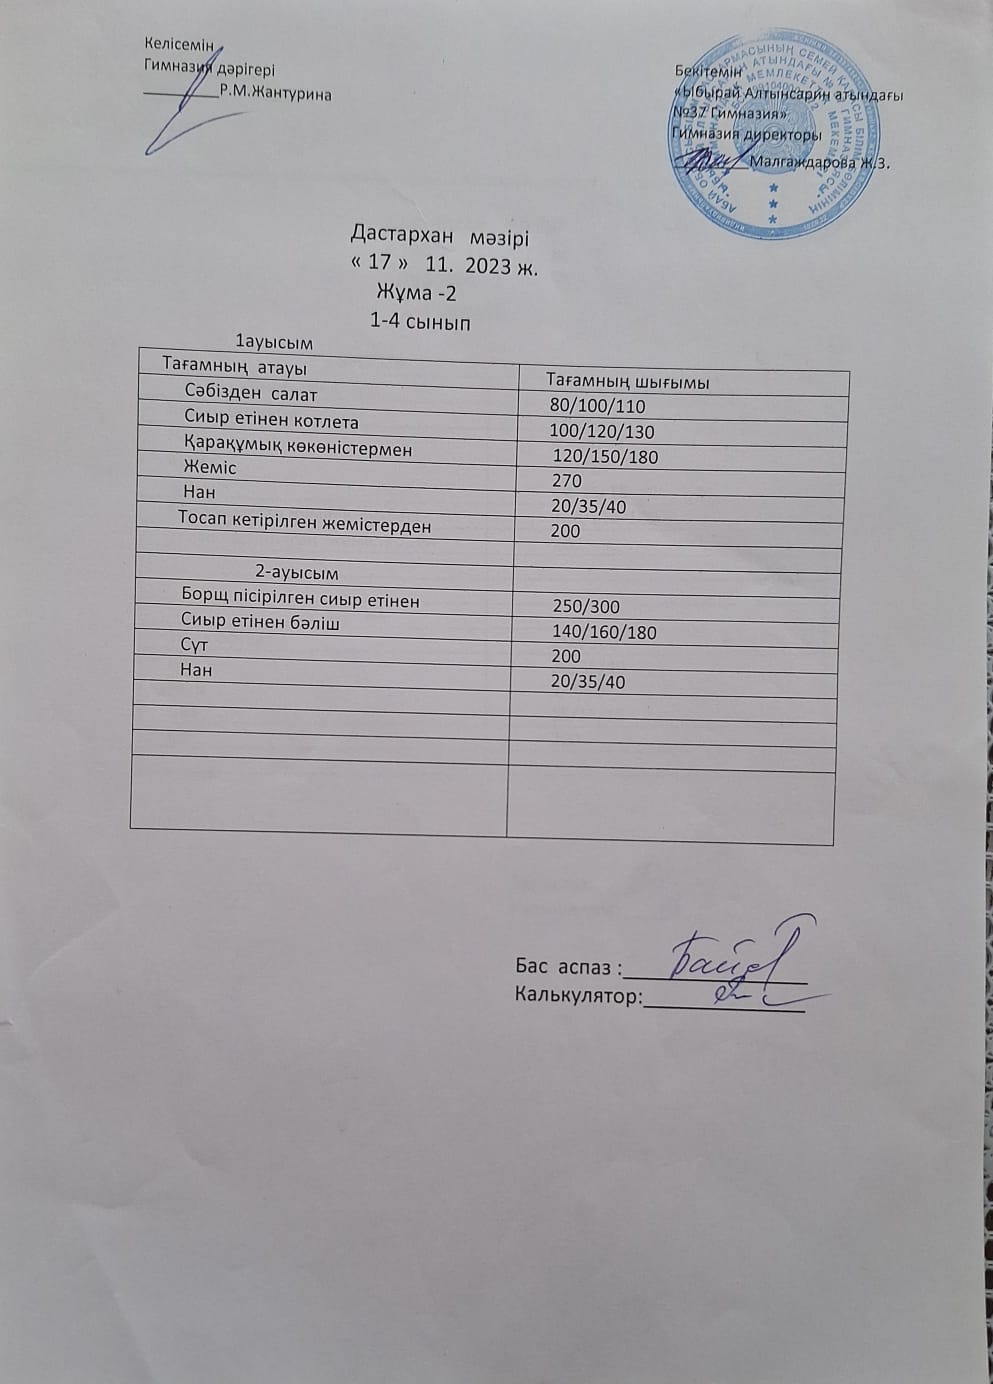 Келісемін
Гимназия дәрігері
__________Р.М.Жантурина
Бекітемін
«Ыбырай Алтынсарин атындағы
№37 Гимназия»
Гимназия директоры
Малгаждарова Ж.З.
Дастархан мәзірі
« 17 » 11. 2023 ж.
Жұма -2
1-4 сынып
1ауысым
Тағамның атауы Тағамның шығымы
Сәбізден салат 80/100/110
Сиыр етінен котлета 100/120/130
Қарақұмық көкөністермен 120/150/180
Жеміс 270
Нан 20/35/40
Тосап кетірілген жемістерден 200
2-ауысым
Борщ пісірілген сиыр етінен 250/300
Сиыр етінен бәліш 140/160/180
Сүт 200
Нан 20/35/40
Бас аспаз :
Калькулятор: